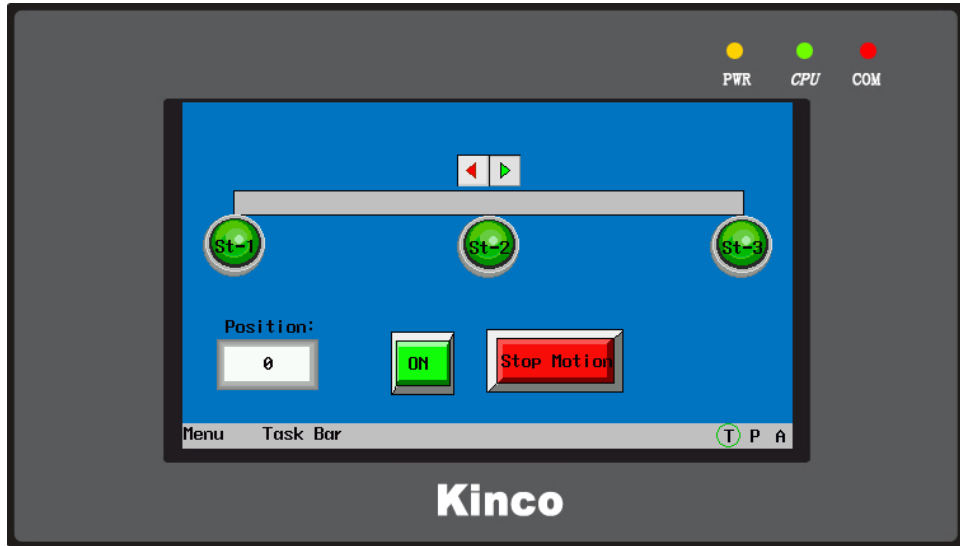 PWR CPU COM
St-1 St-2 St-3
Position:
0 ON Stop Motion
Menu Task Bar T P A
Kinco